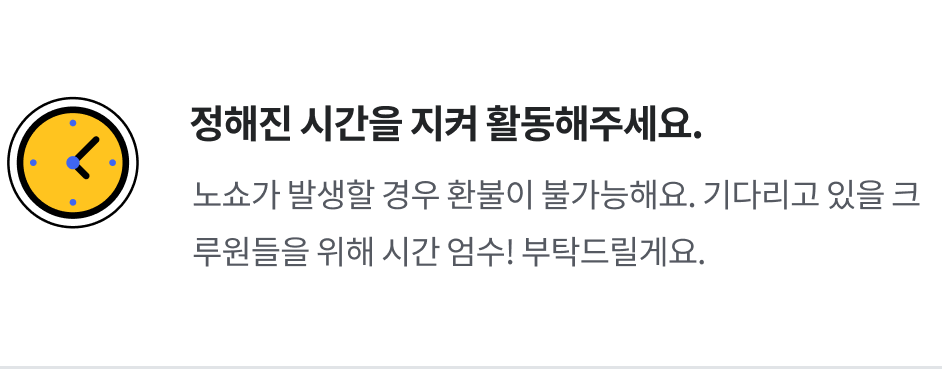 정해진 시간을 지켜 활동해주세요.
노쇼가 발생할 경우 환불이 불가능해요. 기다리고 있을 크
루원들을 위해 시간 엄수! 부탁드릴게요.